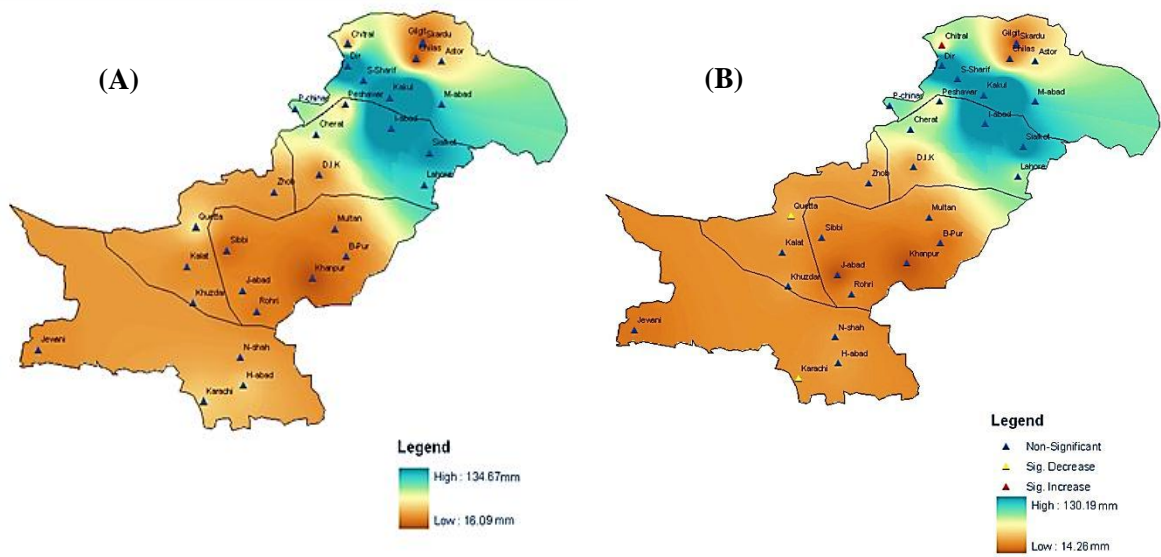 (A)
Chitral
Gilgit
Skardu
Chilas
Astor
Dir
S-Sharif
Kakul
M-abad
P-chinar
Peshawar
Cherat
I-abad
Sialkot
D.I.K
Lahore
Zhob
Quetta
Multan
Sibbi
B-Pur
Kalat
Khanpur
J-abad
Khuzdar
Rohri
Jewani
N-shah
H-abad
Karachi
Legend
High : 134.67mm
Low : 16.09 mm
(B)
Chitral
Gilgit
Skardu
Chilas
Astor
Dir
S-Sharif
Kakul
M-abad
P-chinar
Peshawar
Cherat
I-abad
Sialkot
D.I.K
Lahore
Zhob
Quetta
Multan
Sibbi
B-Pur
Kalat
Khanpur
J-abad
Khuzdar
Rohri
Jewani
N-shah
H-abad
Karachi
Legend
Non-Significant
Sig. Decrease
Sig. Increase
High : 130.19 mm
Low : 14.26 mm